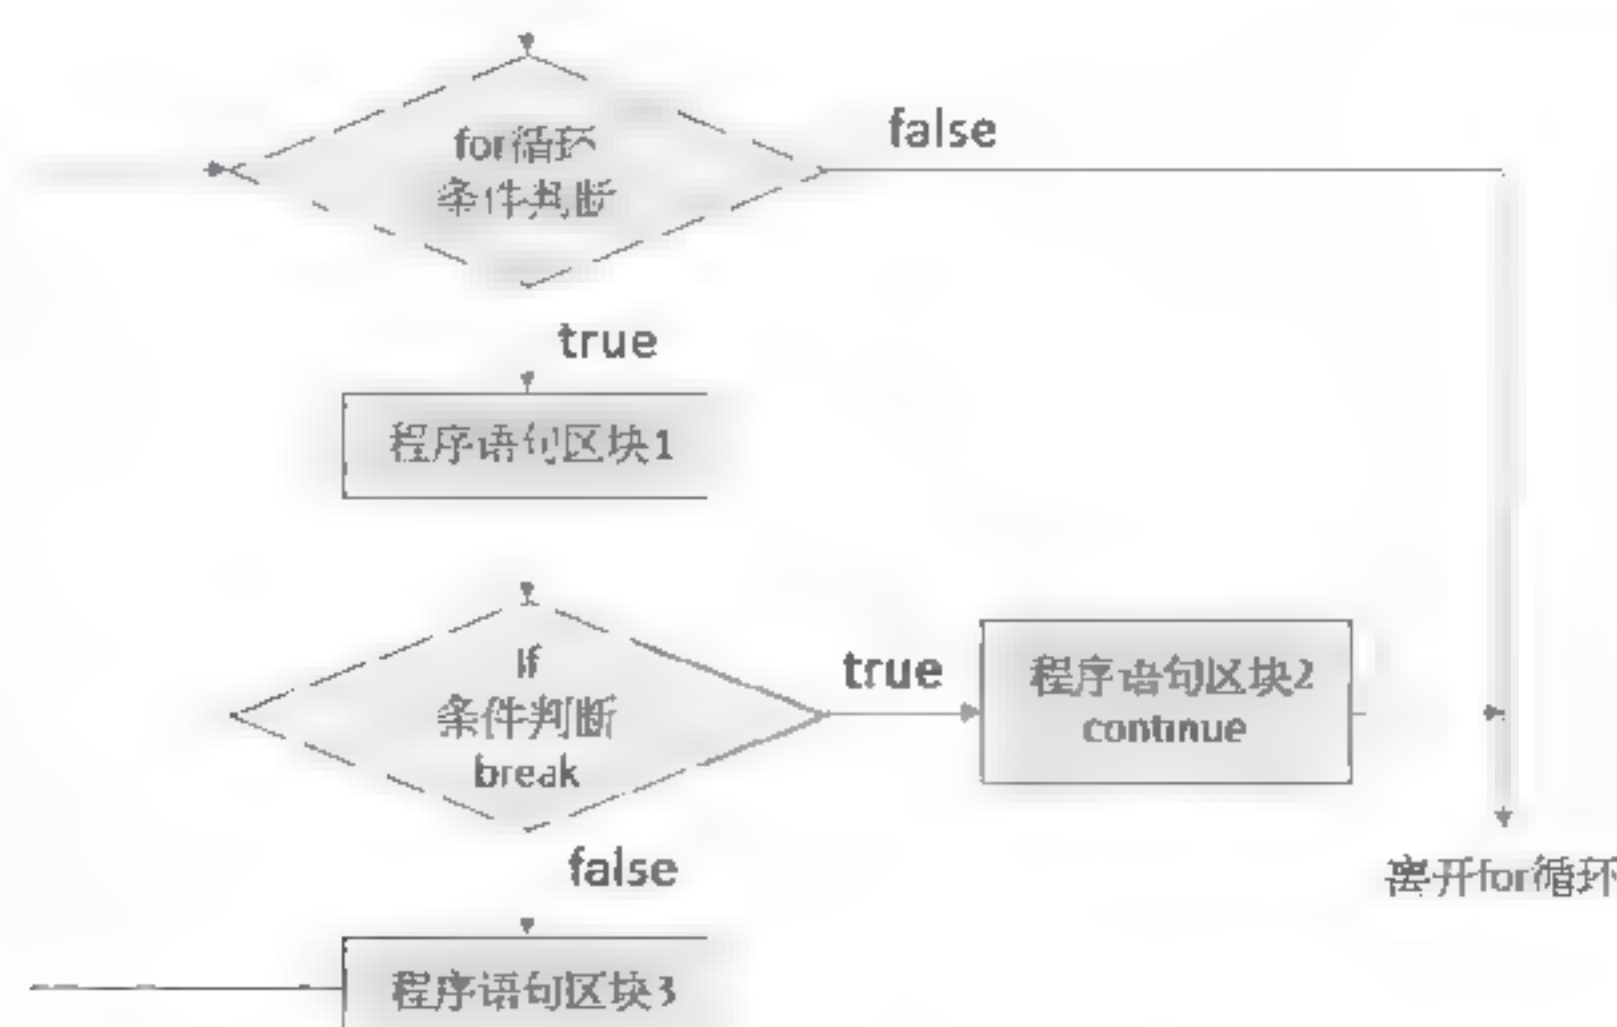 for循环
条件判断
false
true
程序语句区块1
if
条件判断
break
true
程序语句区块2
continue
false
离开for循环
程序语句区块3